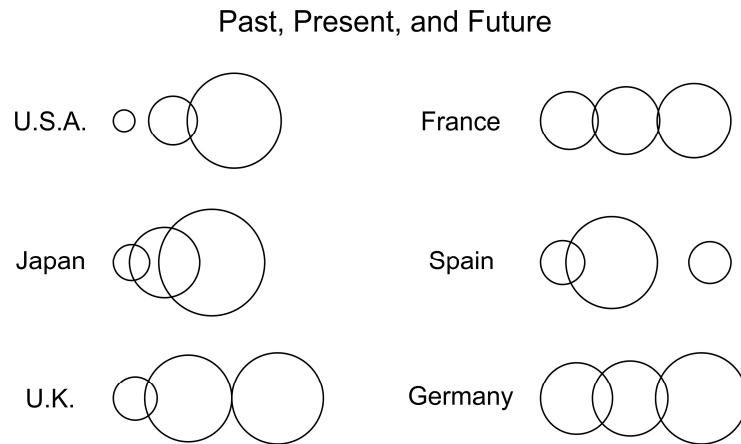 Past, Present, and Future
U.S.A.
France
Japan
Spain
U.K.
Germany